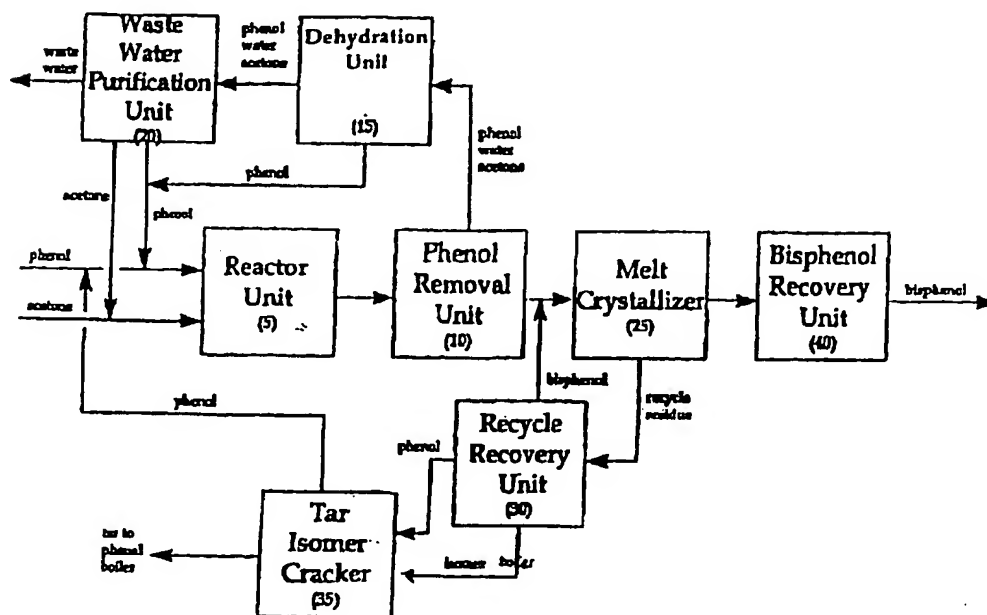 Waste
Water
Purification
Unit
(20)
waste
water
phenol
water
acetone
Dehydration
Unit
(15)
phenol
water
acetone
phenol
acetone
phenol
phenol
acetone
Reactor
Unit
(5)
Phenol
Removal
Unit
(10)
Melt
Crystallizer
(25)
Bisphenol
Recovery
Unit
(40)
bisphenol
bisphenol
recycle
residue
phenol
phenol
Recycle
Recovery
Unit
(30)
Tar
Isomer
Cracker
(35)
tar to
phenol
boiler
isomer